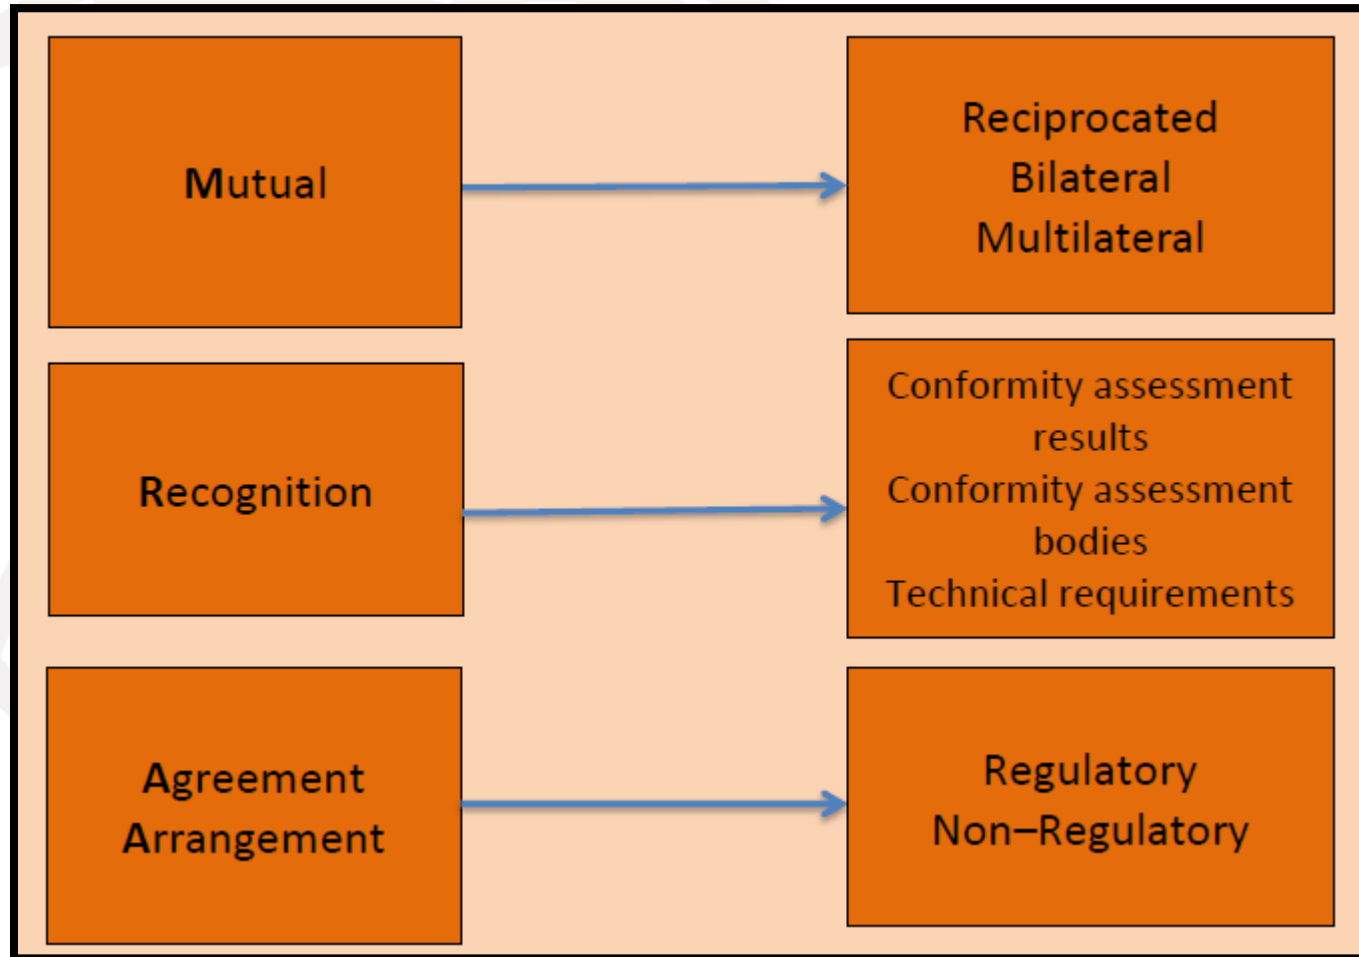 Mutual
Reciprocated
Bilateral
Multilateral
Recognition
Conformity assessment
results
Conformity assessment
bodies
Technical requirements
Agreement
Arrangement
Regulatory
Non–Regulatory